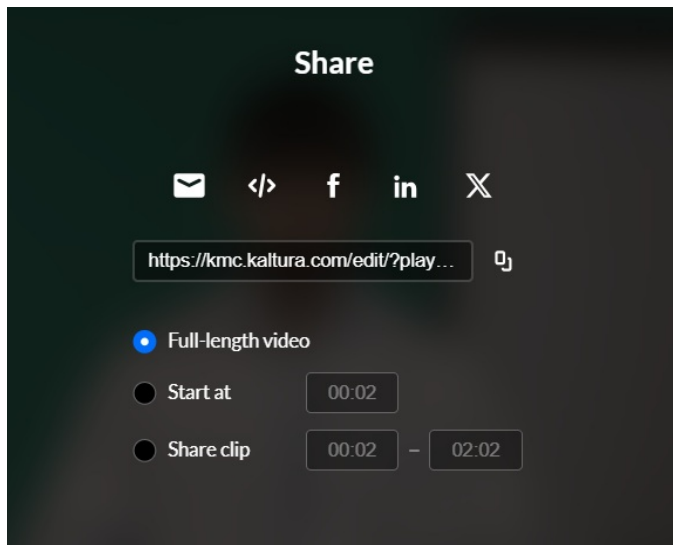 Share
https://kmc.kaltura.com/edit/?play...
Full-length video
Start at 00:02
Share clip 00:02 – 02:02